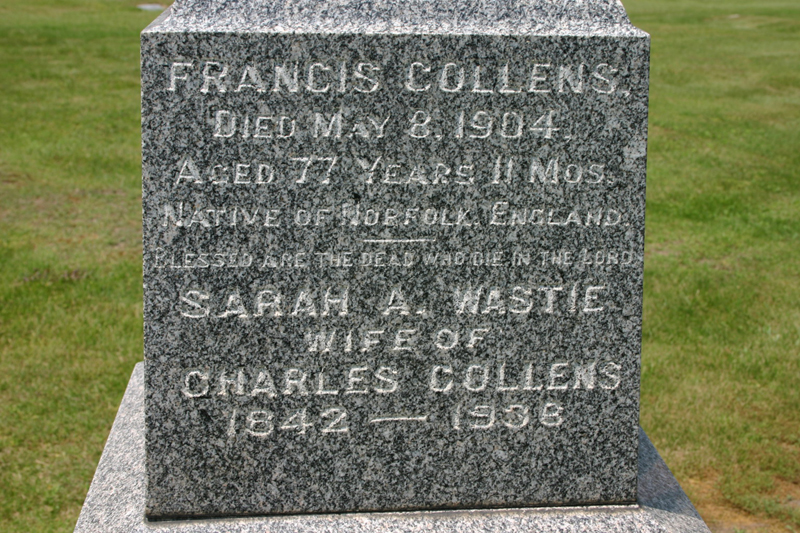 FRANCIS COLLENS,
DIED MAY 8, 1904.
AGED 77 YEARS 11 MOS.
NATIVE OF NORFOLK, ENGLAND.
BLESSED ARE THE DEAD WHO DIE IN THE LORD
SARAH A. WASTIE
WIFE OF
CHARLES COLLENS
1842 — 1938